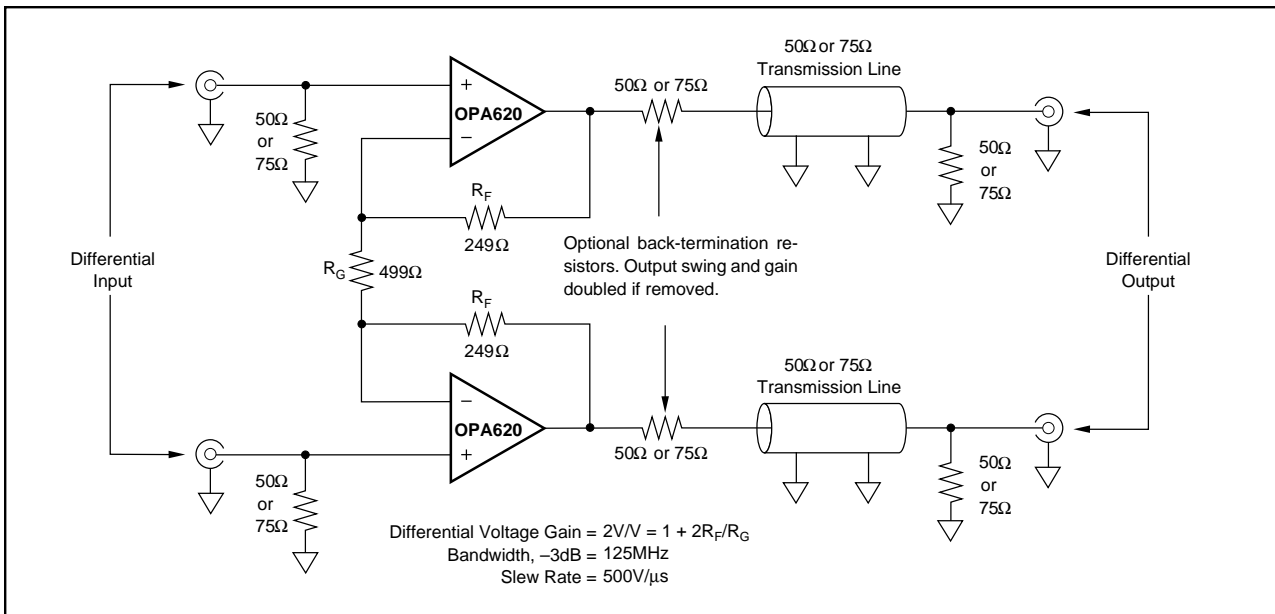 50Ω or 75Ω
Transmission Line
50Ω or 75Ω
+
OPA620
–
50Ω
or
75Ω
50Ω
or
75Ω
R_F
249Ω
Differential
Input
R_G 499Ω
Optional back-termination re-
sistors. Output swing and gain
doubled if removed.
Differential
Output
R_F
249Ω
50Ω or 75Ω
Transmission Line
–
OPA620
+
50Ω or 75Ω
50Ω
or
75Ω
50Ω
or
75Ω
Differential Voltage Gain = 2V/V = 1 + 2R_F/R_G
Bandwidth, –3dB = 125MHz
Slew Rate = 500V/µs